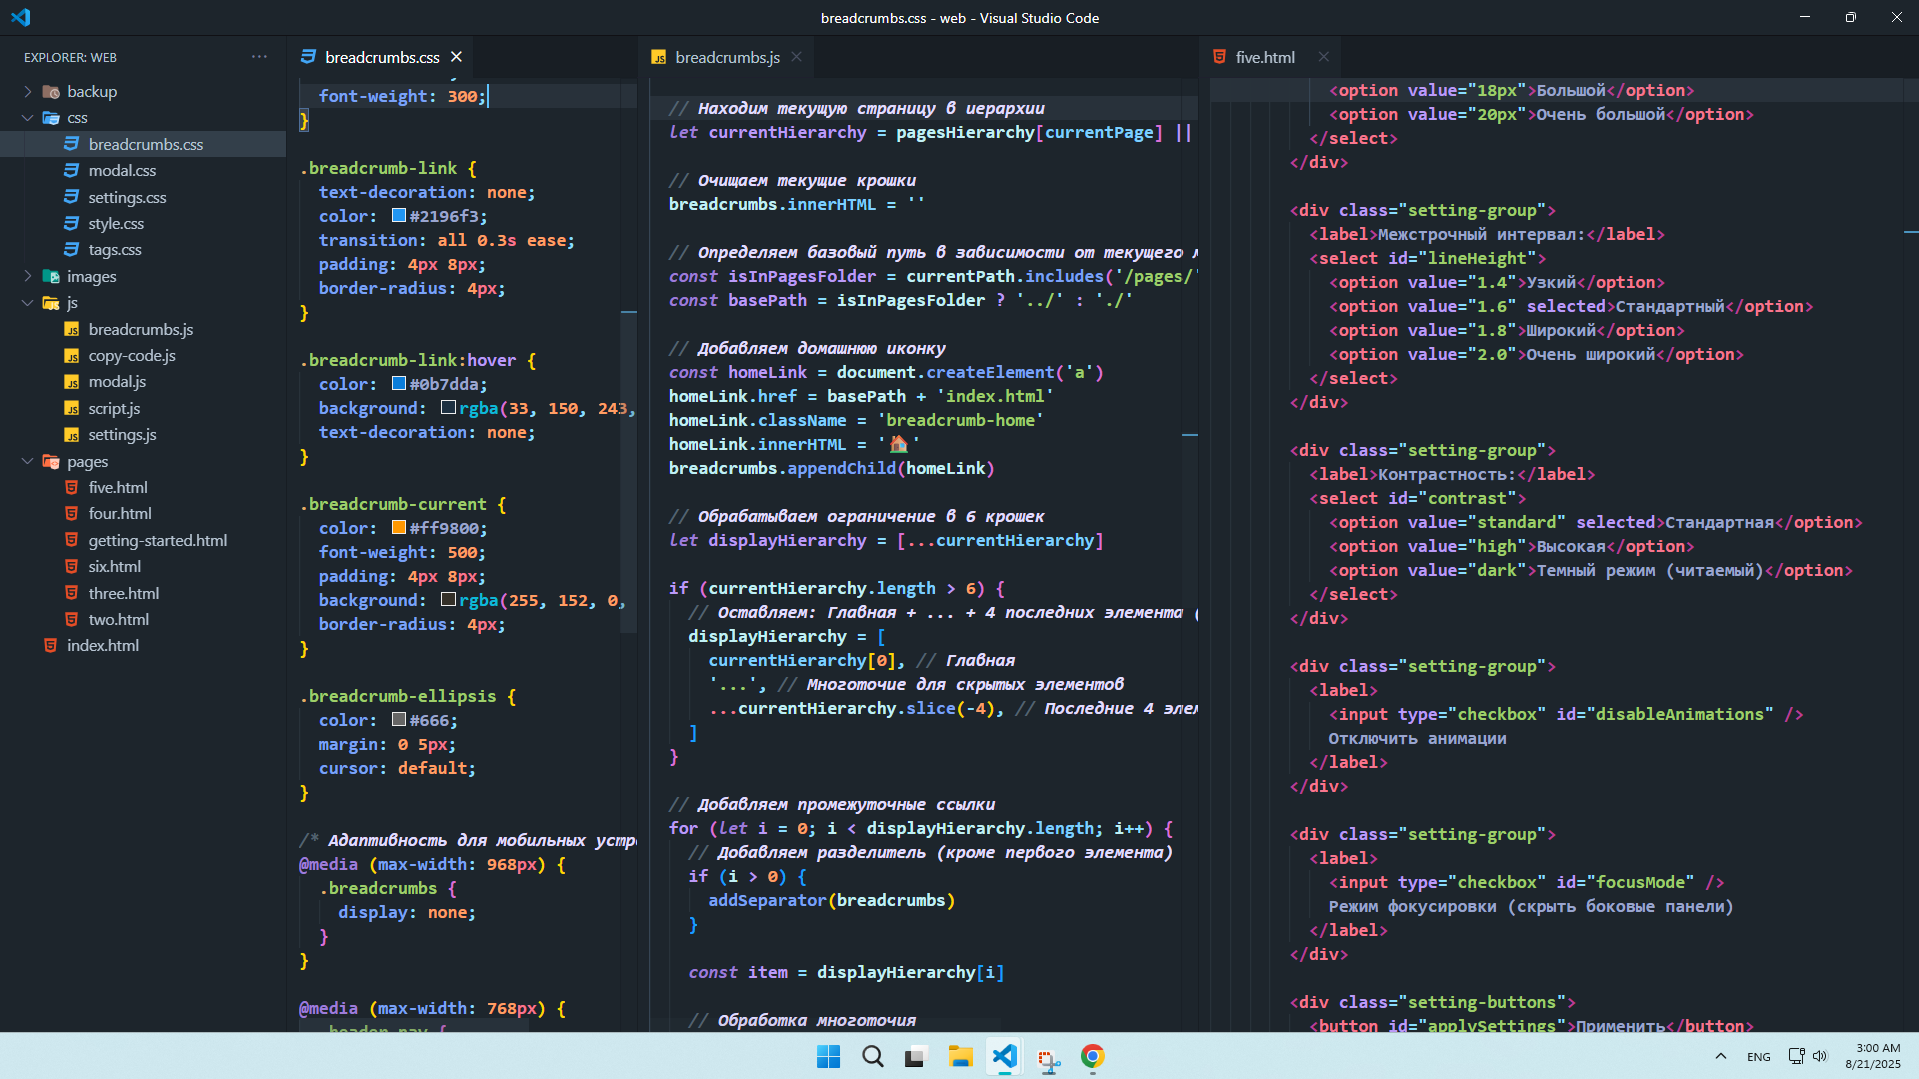 breadcrumbs.css - web - Visual Studio Code
EXPLORER: WEB
backup
css
breadcrumbs.css
modal.css
settings.css
style.css
tags.css
images
js
breadcrumbs.js
copy-code.js
modal.js
script.js
settings.js
pages
five.html
four.html
getting-started.html
six.html
three.html
two.html
index.html
breadcrumbs.css
font-weight: 300;
}
.breadcrumb-link {
text-decoration: none;
color: #2196f3;
transition: all 0.3s ease;
padding: 4px 8px;
border-radius: 4px;
}
.breadcrumb-link:hover {
color: #0b7dda;
background: rgba(33, 150, 243,
text-decoration: none;
}
.breadcrumb-current {
color: #ff9800;
font-weight: 500;
padding: 4px 8px;
background: rgba(255, 152, 0,
border-radius: 4px;
}
.breadcrumb-ellipsis {
color: #666;
margin: 0 5px;
cursor: default;
}
/* Адаптивность для мобильных устр
@media (max-width: 968px) {
.breadcrumbs {
display: none;
}
}
@media (max-width: 768px) {
.header-nav {
JS breadcrumbs.js
// Находим текущую страницу в иерархии
let currentHierarchy = pagesHierarchy[currentPage] ||
// Очищаем текущие крошки
breadcrumbs.innerHTML = ''
// Определяем базовый путь в зависимости от текущего м
const isInPagesFolder = currentPath.includes('/pages/'
const basePath = isInPagesFolder ? '../' : './'
// Добавляем домашнюю иконку
const homeLink = document.createElement('a')
homeLink.href = basePath + 'index.html'
homeLink.className = 'breadcrumb-home'
homeLink.innerHTML = '🏠'
breadcrumbs.appendChild(homeLink)
// Обрабатываем ограничение в 6 крошек
let displayHierarchy = [...currentHierarchy]
if (currentHierarchy.length > 6) {
// Оставляем: Главная + ... + 4 последних элемента (
displayHierarchy = [
currentHierarchy[0], // Главная
'...', // Многоточие для скрытых элементов
...currentHierarchy.slice(-4), // Последние 4 элем
]
}
// Добавляем промежуточные ссылки
for (let i = 0; i < displayHierarchy.length; i++) {
// Добавляем разделитель (кроме первого элемента)
if (i > 0) {
addSeparator(breadcrumbs)
}
const item = displayHierarchy[i]
// Обработка многоточия
five.html
<option value="18px">Большой</option>
<option value="20px">Очень большой</option>
</select>
</div>
<div class="setting-group">
<label>Межстрочный интервал:</label>
<select id="lineHeight">
<option value="1.4">Узкий</option>
<option value="1.6" selected>Стандартный</option>
<option value="1.8">Широкий</option>
<option value="2.0">Очень широкий</option>
</select>
</div>
<div class="setting-group">
<label>Контрастность:</label>
<select id="contrast">
<option value="standard" selected>Стандартная</option>
<option value="high">Высокая</option>
<option value="dark">Темный режим (читаемый)</option>
</select>
</div>
<div class="setting-group">
<label>
<input type="checkbox" id="disableAnimations" />
Отключить анимации
</label>
</div>
<div class="setting-group">
<label>
<input type="checkbox" id="focusMode" />
Режим фокусировки (скрыть боковые панели)
</label>
</div>
<div class="setting-buttons">
<button id="applySettings">Применить</button>
ENG
3:00 AM
8/21/2025